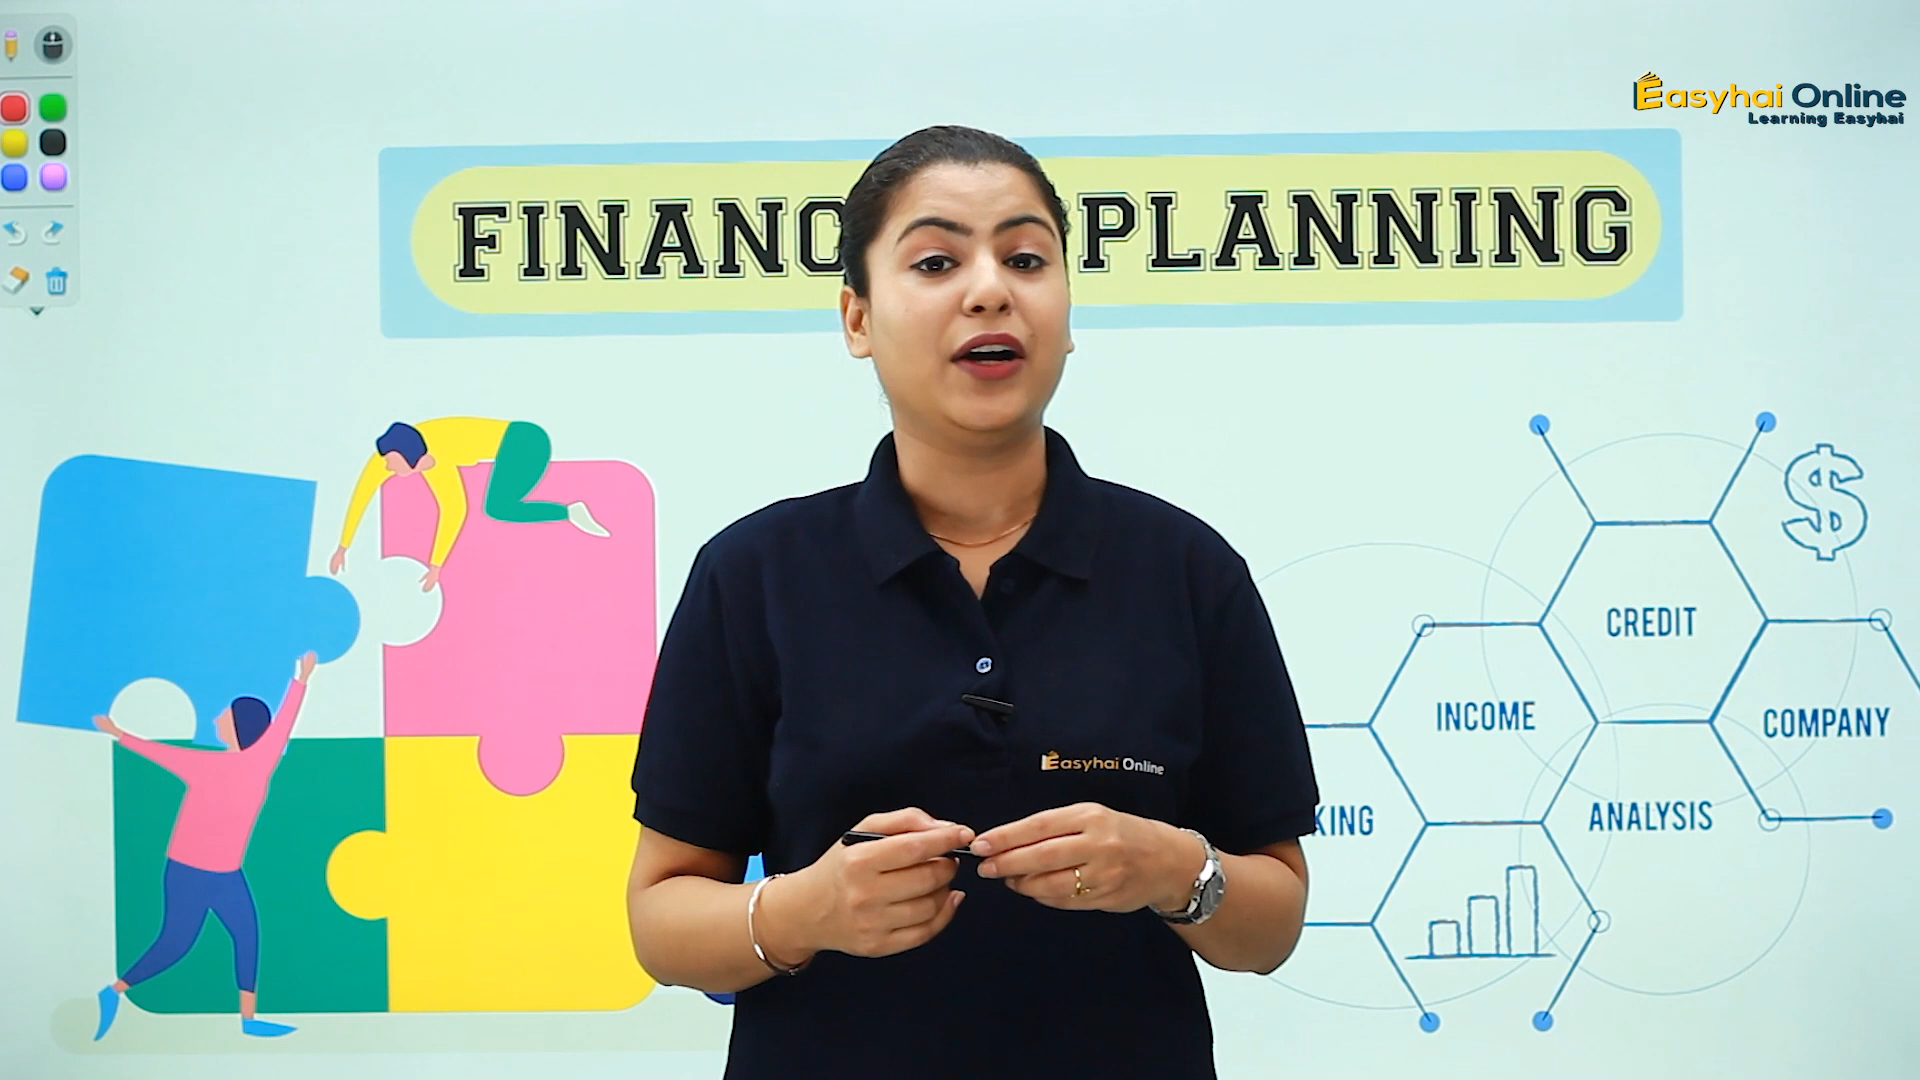 Easyhai Online
Learning Easyhai
FINANC PLANNING
CREDIT
INCOME
COMPANY
KING
ANALYSIS
$
Easyhai Online